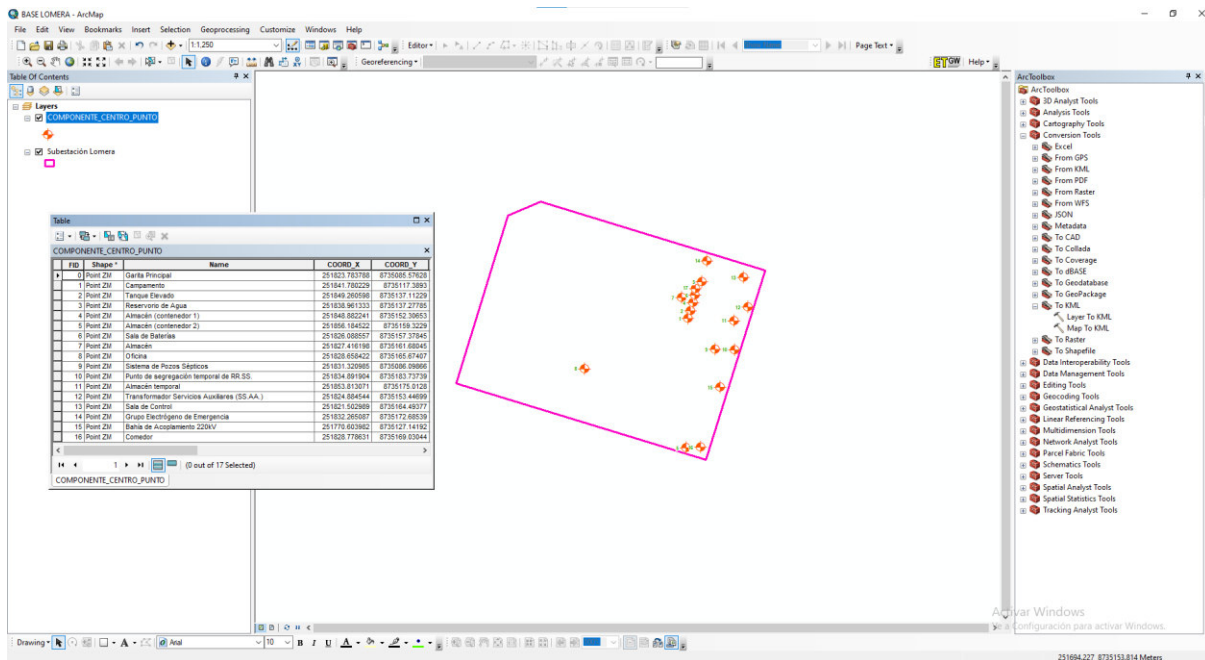 BASE LOMERA - ArcMap
File Edit View Bookmarks Insert Selection Geoprocessing Customize Windows Help
1:1,250 Editor Page Text
Georeferencing ETGW Help
Table Of Contents
Layers
COMPONENTE_CENTRO_PUNTO
Subestación Lomera
Table
COMPONENTE_CENTRO_PUNTO
FID Shape * Name COORD_X COORD_Y
0 Point ZM Garita Principal 251823.783788 8735085.57628
1 Point ZM Campamento 251841.780229 8735117.3893
2 Point ZM Tanque Elevado 251849.260598 8735137.11229
3 Point ZM Reservorio de Agua 251838.961333 8735137.27785
4 Point ZM Almacén (contenedor 1) 251848.882241 8735152.30653
5 Point ZM Almacén (contenedor 2) 251856.184522 8735159.3229
6 Point ZM Sala de Baterías 251826.088557 8735157.37845
7 Point ZM Almacén 251827.416198 8735161.68045
8 Point ZM Oficina 251828.658422 8735165.67407
9 Point ZM Sistema de Pozos Sépticos 251831.320985 8735086.09866
10 Point ZM Punto de segregación temporal de RR.SS. 251834.891904 8735183.73739
11 Point ZM Almacén temporal 251853.813071 8735175.0128
12 Point ZM Transformador Servicios Auxiliares (SS.AA.) 251824.884544 8735153.44699
13 Point ZM Sala de Control 251821.502989 8735164.49377
14 Point ZM Grupo Electrógeno de Emergencia 251832.265087 8735172.68539
15 Point ZM Bahía de Acoplamiento 220kV 251770.603982 8735127.14192
16 Point ZM Comedor 251828.778631 8735169.03044
1 (0 out of 17 Selected)
COMPONENTE_CENTRO_PUNTO
ArcToolbox
ArcToolbox
3D Analyst Tools
Analysis Tools
Cartography Tools
Conversion Tools
Excel
From GPS
From KML
From PDF
From Raster
From WFS
JSON
Metadata
To CAD
To Collada
To Coverage
To dBASE
To Geodatabase
To GeoPackage
To KML
Layer To KML
Map To KML
To Raster
To Shapefile
Data Interoperability Tools
Data Management Tools
Editing Tools
Geocoding Tools
Geostatistical Analyst Tools
Linear Referencing Tools
Multidimension Tools
Network Analyst Tools
Parcel Fabric Tools
Schematics Tools
Server Tools
Spatial Analyst Tools
Spatial Statistics Tools
Tracking Analyst Tools
Activar Windows
Configuración para activar Windows.
Drawing A Arial 10 B I U A
251694.227 8735153.814 Meters